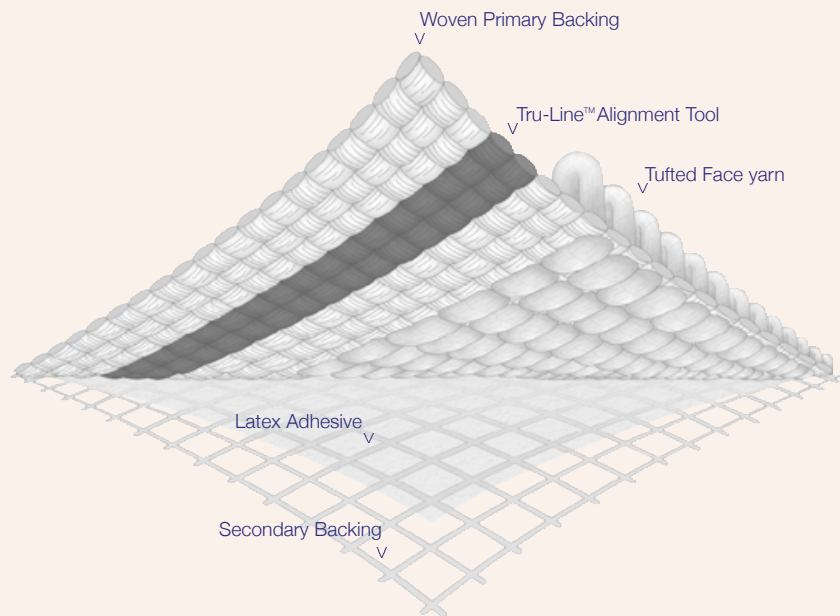 Woven Primary Backing
Tru-Line™ Alignment Tool
Tufted Face yarn
Latex Adhesive
Secondary Backing